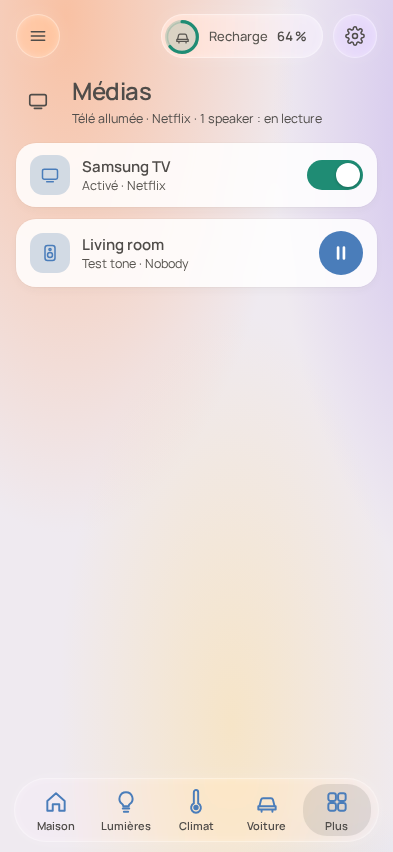 Recharge 64 %
Médias
Télé allumée · Netflix · 1 speaker : en lecture
Samsung TV
Activé · Netflix
Living room
Test tone · Nobody
Maison Lumières Climat Voiture Plus